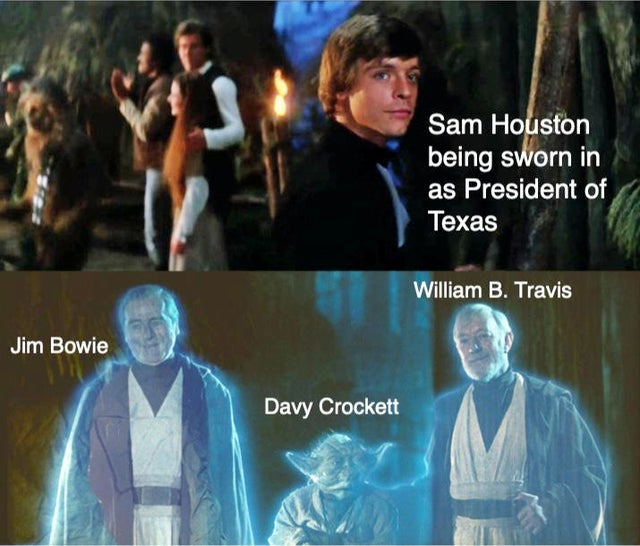 Sam Houston
being sworn in
as President of
Texas
William B. Travis
Jim Bowie
Davy Crockett